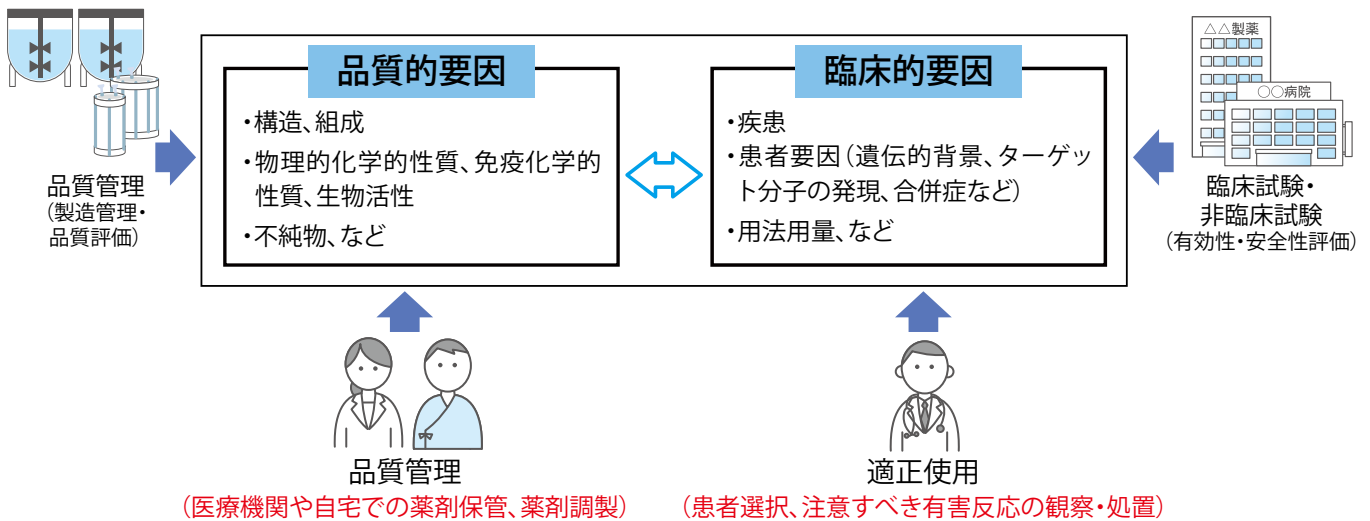 品質的要因
・構造、組成
・物理的化学的性質、免疫化学的
性質、生物活性
・不純物、など
臨床的要因
・疾患
・患者要因（遺伝的背景、ターゲッ
ト分子の発現、合併症など）
・用法用量、など
品質管理
（製造管理・
品質評価）
△△製薬
○○病院
臨床試験・
非臨床試験
（有効性・安全性評価）
品質管理
（医療機関や自宅での薬剤保管、薬剤調製）
適正使用
（患者選択、注意すべき有害反応の観察・処置）